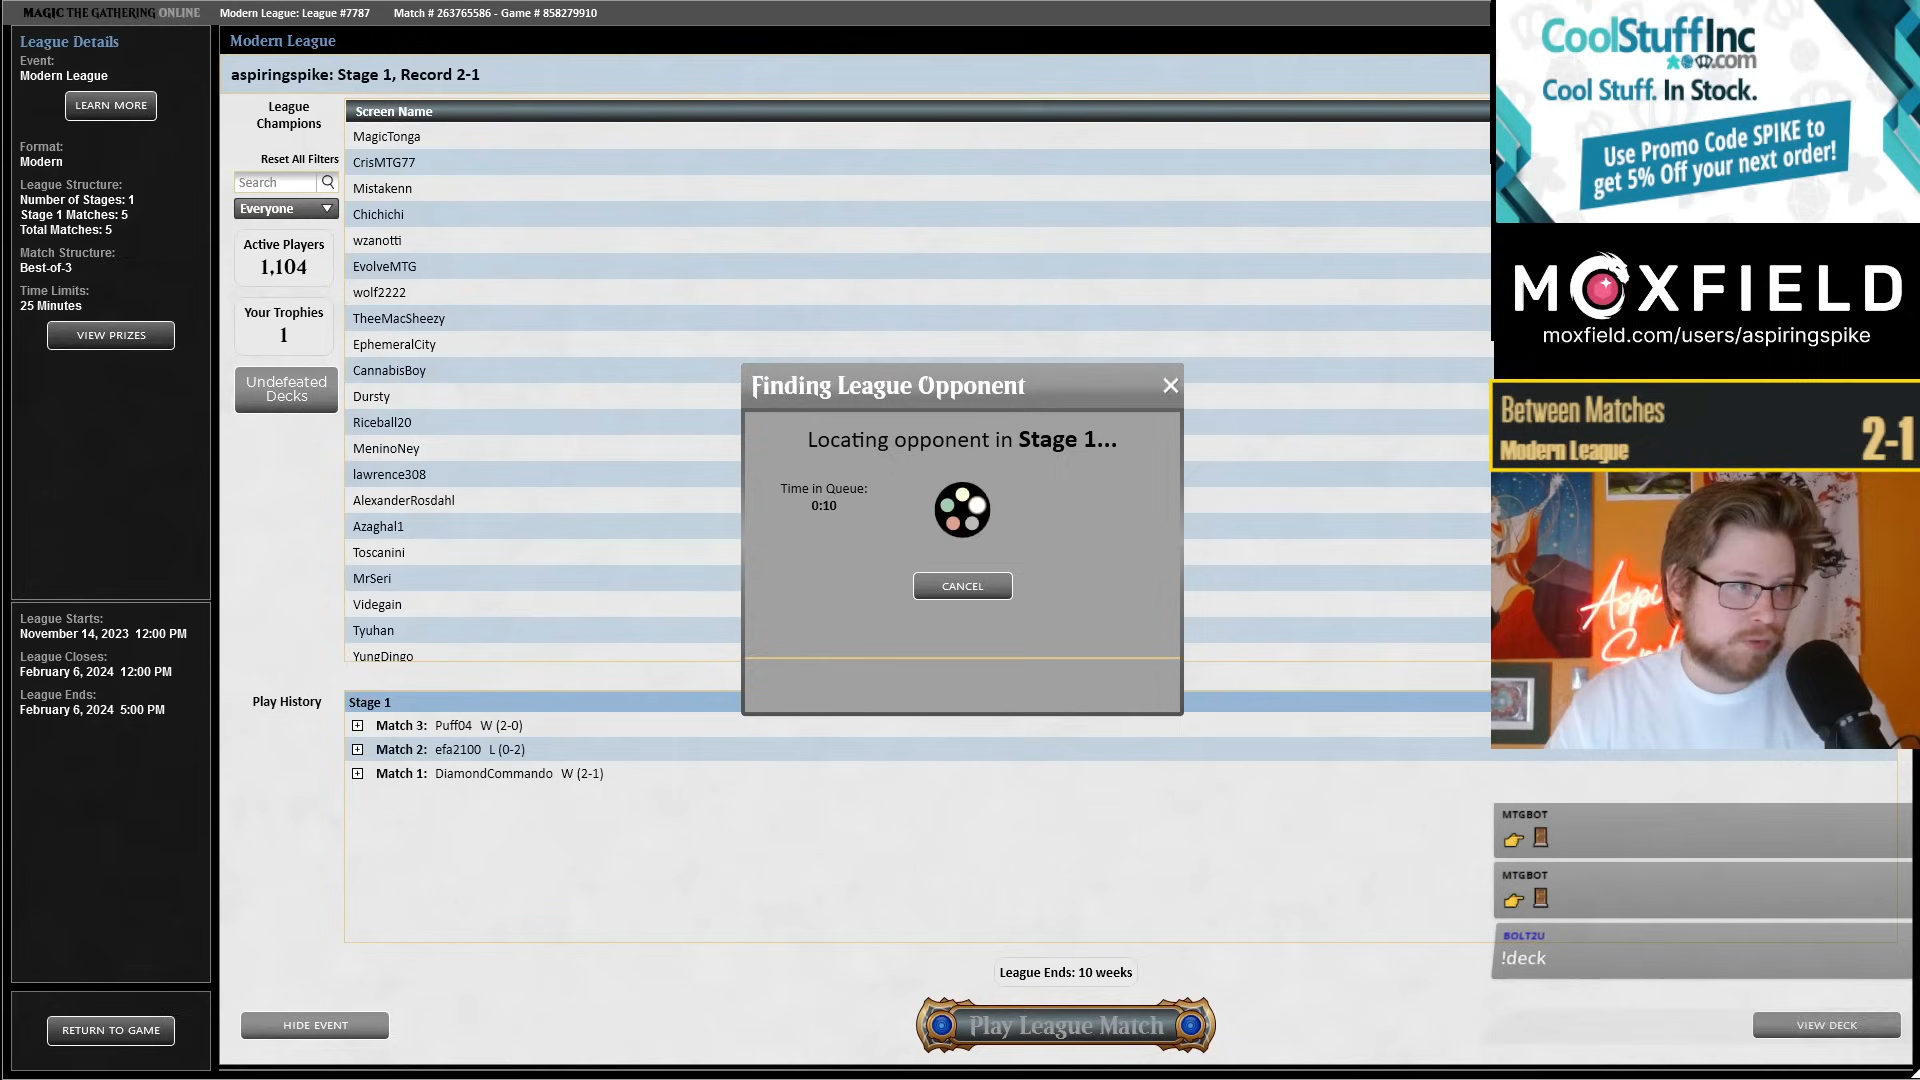 MAGIC THE GATHERING ONLINE
Modern League: League #7787
Match # 263765586 - Game # 858279910
League Details
Event:
Modern League
LEARN MORE
Format:
Modern
League Structure:
Number of Stages: 1
Stage 1 Matches: 5
Total Matches: 5
Match Structure:
Best-of-3
Time Limits:
25 Minutes
VIEW PRIZES
League Starts:
November 14, 2023 12:00 PM
League Closes:
February 6, 2024 12:00 PM
League Ends:
February 6, 2024 5:00 PM
RETURN TO GAME
Modern League
aspiringspike: Stage 1, Record 2-1
League
Champions
Reset All Filters
Search
Everyone
Active Players
1,104
Your Trophies
1
Undefeated
Decks
Screen Name
MagicTonga
CrisMTG77
Mistakenn
Chichichi
wzanotti
EvolveMTG
wolf2222
TheeMacSheezy
EphemeralCity
CannabisBoy
Dursty
Riceball20
MeninoNey
lawrence308
AlexanderRosdahl
Azaghal1
Toscanini
MrSeri
Videgain
Tyuhan
YungDingo
Finding League Opponent
Locating opponent in Stage 1...
Time in Queue:
0:10
CANCEL
Play History
Stage 1
Match 3: Puff04 W (2-0)
Match 2: efa2100 L (0-2)
Match 1: DiamondCommando W (2-1)
League Ends: 10 weeks
HIDE EVENT
Play League Match
VIEW DECK
CoolStuffInc
.com
Cool Stuff. In Stock.
Use Promo Code SPIKE to
get 5% Off your next order!
MOXFIELD
moxfield.com/users/aspiringspike
Between Matches
Modern League
2-1
MTGBOT
MTGBOT
BOLT2U
!deck